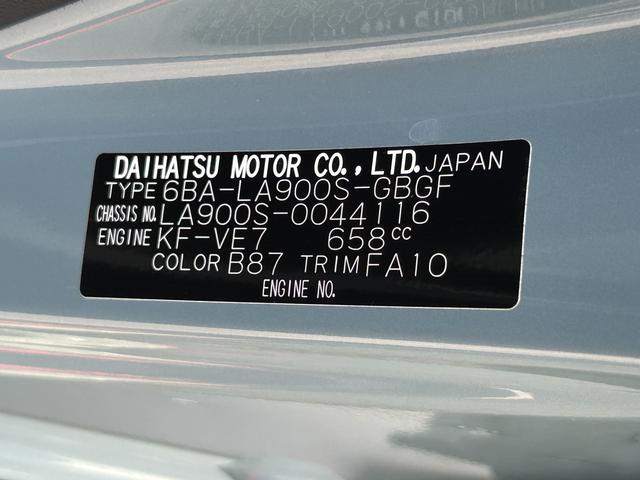 DAIHATSU MOTOR CO., LTD. JAPAN
TYPE 6BA-LA900S-GBGF
CHASSIS NO. LA900S-0044116
ENGINE KF-VE7 658cc
COLOR B87 TRIM FA10
ENGINE NO.